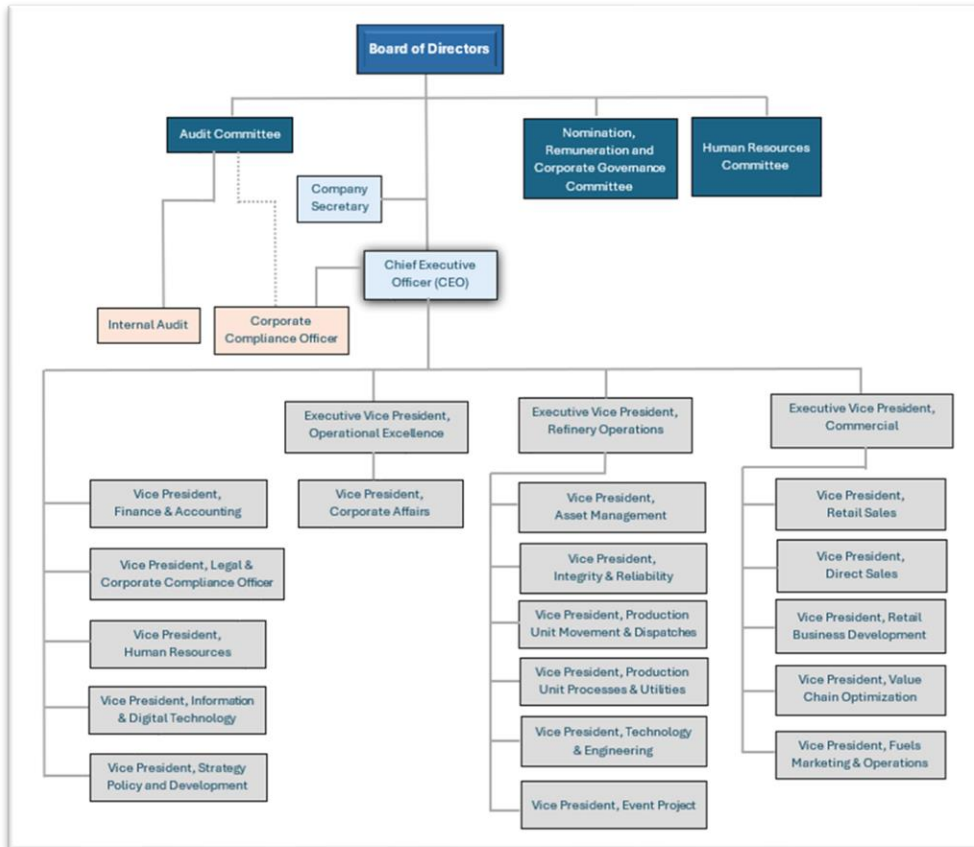 Board of Directors
Audit Committee
Nomination,
Remuneration and
Corporate Governance
Committee
Human Resources
Committee
Company
Secretary
Chief Executive
Officer (CEO)
Internal Audit
Corporate
Compliance Officer
Executive Vice President,
Operational Excellence
Executive Vice President,
Refinery Operations
Executive Vice President,
Commercial
Vice President,
Finance & Accounting
Vice President, Legal &
Corporate Compliance Officer
Vice President,
Human Resources
Vice President, Information
& Digital Technology
Vice President, Strategy
Policy and Development
Vice President,
Corporate Affairs
Vice President,
Asset Management
Vice President,
Integrity & Reliability
Vice President, Production
Unit Movement & Dispatches
Vice President, Production
Unit Processes & Utilities
Vice President, Technology
& Engineering
Vice President, Event Project
Vice President,
Retail Sales
Vice President,
Direct Sales
Vice President, Retail
Business Development
Vice President, Value
Chain Optimization
Vice President, Fuels
Marketing & Operations